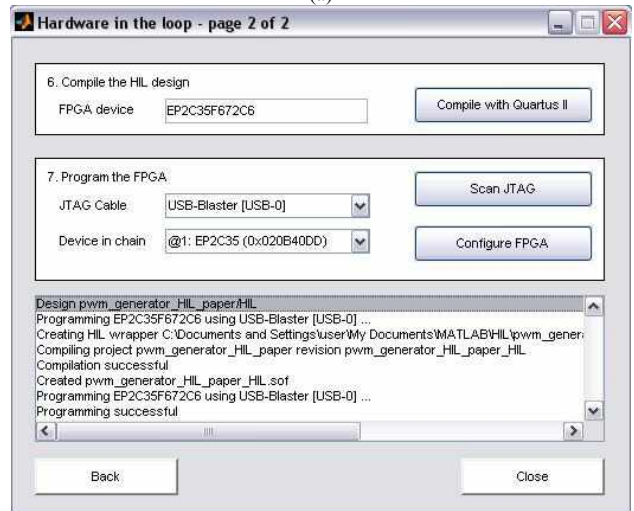 Hardware in the loop - page 2 of 2
6. Compile the HIL design
FPGA device EP2C35F672C6 Compile with Quartus II
7. Program the FPGA
Scan JTAG
JTAG Cable USB-Blaster [USB-0]
Device in chain @1: EP2C35 (0x020B40DD) Configure FPGA
Design pwm_generator_HIL_paper/HIL
Programming EP2C35F672C6 using USB-Blaster [USB-0] ...
Creating HIL wrapper C:\Documents and Settings\user\My Documents\MATLAB\HIL\pwm_gener
Compiling project pwm_generator_HIL_paper revision pwm_generator_HIL_paper_HIL
Compilation successful
Created pwm_generator_HIL_paper_HIL.sof
Programming EP2C35F672C6 using USB-Blaster [USB-0] ...
Programming successful
Back Close